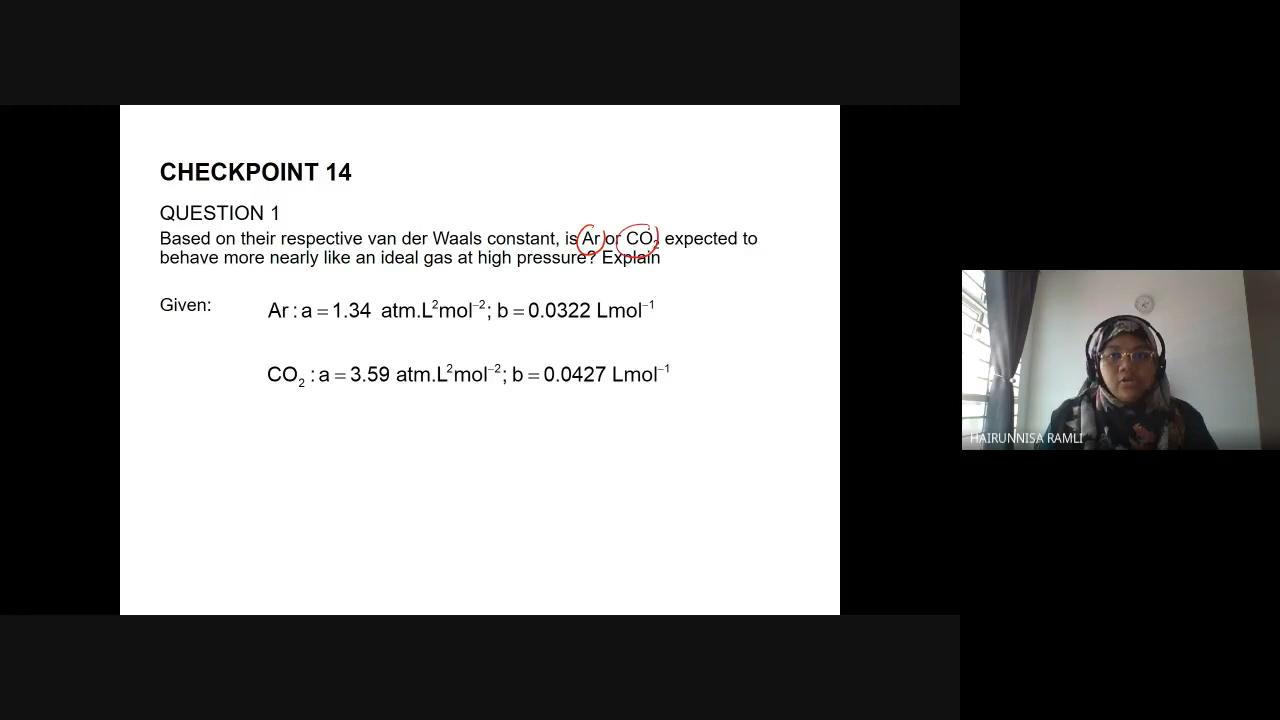 CHECKPOINT 14
QUESTION 1
Based on their respective van der Waals constant, is Ar or CO₂ expected to
behave more nearly like an ideal gas at high pressure? Explain
Given: Ar : a = 1.34 atm.L²mol⁻²; b = 0.0322 Lmol⁻¹
CO₂ : a = 3.59 atm.L²mol⁻²; b = 0.0427 Lmol⁻¹
HAIRUNNISA RAMLI